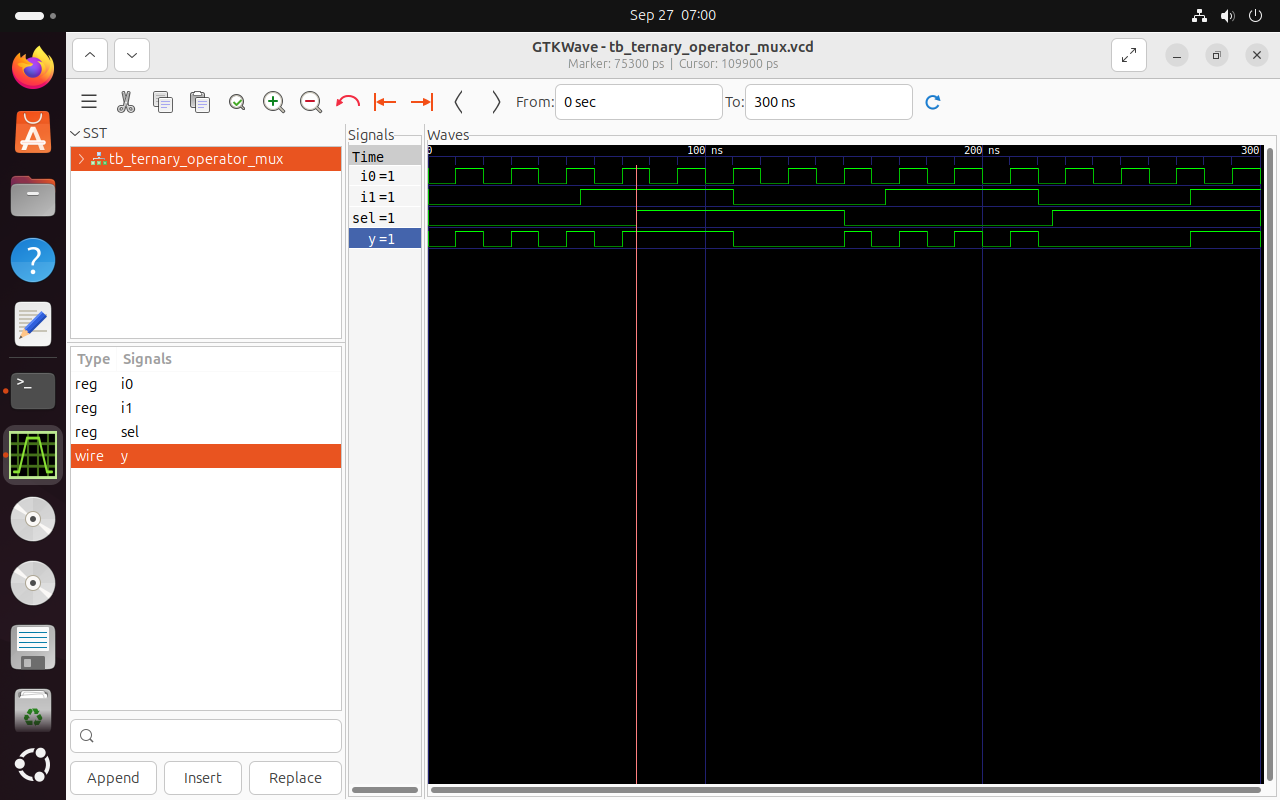 Sep 27 07:00
GTKWave - tb_ternary_operator_mux.vcd
Marker: 75300 ps | Cursor: 109900 ps
From: 0 sec To: 300 ns
SST
tb_ternary_operator_mux
Type Signals
reg i0
reg i1
reg sel
wire y
Append Insert Replace
Signals
Time
i0 =1
i1 =1
sel =1
y =1
Waves
0 100 ns 200 ns 300